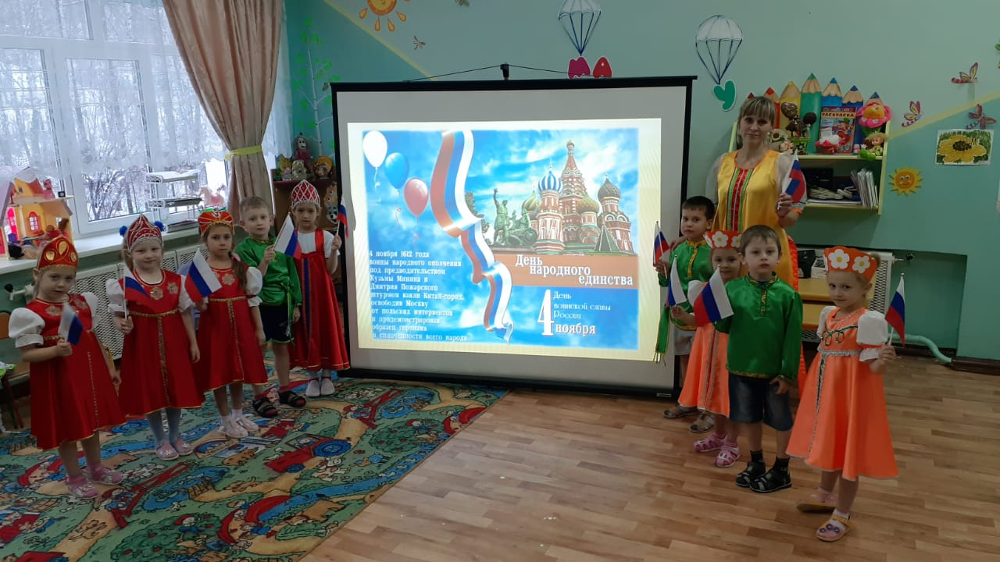 РАСКРАСКА
4 ноября 1612 года
воины народного ополчения
под предводительством
Кузьмы Минина и
Дмитрия Пожарского
штурмом взяли Китай-город,
освободив Москву
от польских интервентов
и продемонстрировав
образец героизма
и сплоченности всего народа
День
народного
единства
4
День
воинской славы
России
ноября